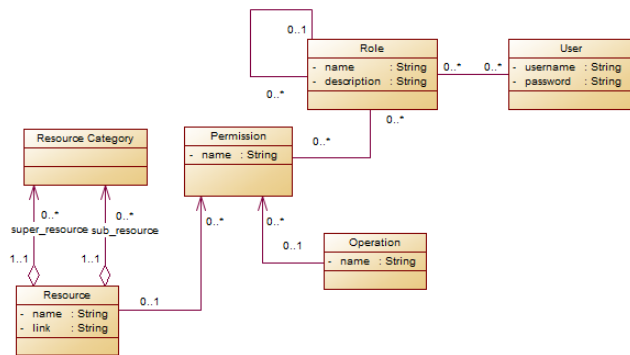 0..1
Role
- name : String
- description : String
0..*
0..*
0..*
User
- username : String
- password : String
0..*
0..*
Permission
- name : String
0..*
Resource Category
0..*
0..*
super_resource
sub_resource
1..1
1..1
0..*
0..*
0..1
Operation
- name : String
Resource
- name : String
- link : String
0..1